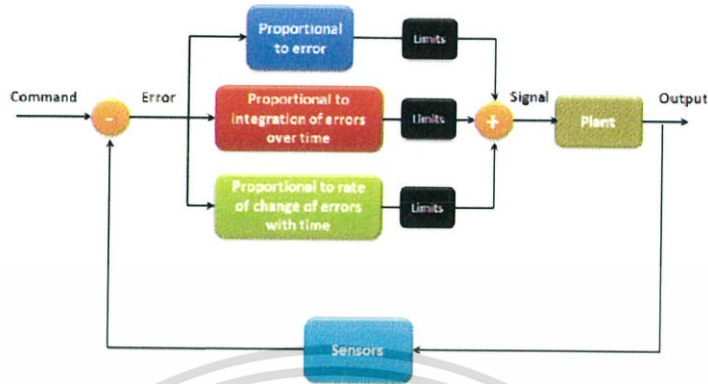 Proportional
to error
Limits
Command
Error
Proportional to
integration of errors
over time
Limits
+
Signal
Plant
Output
-
Proportional to rate
of change of errors
with time
Limits
Sensors